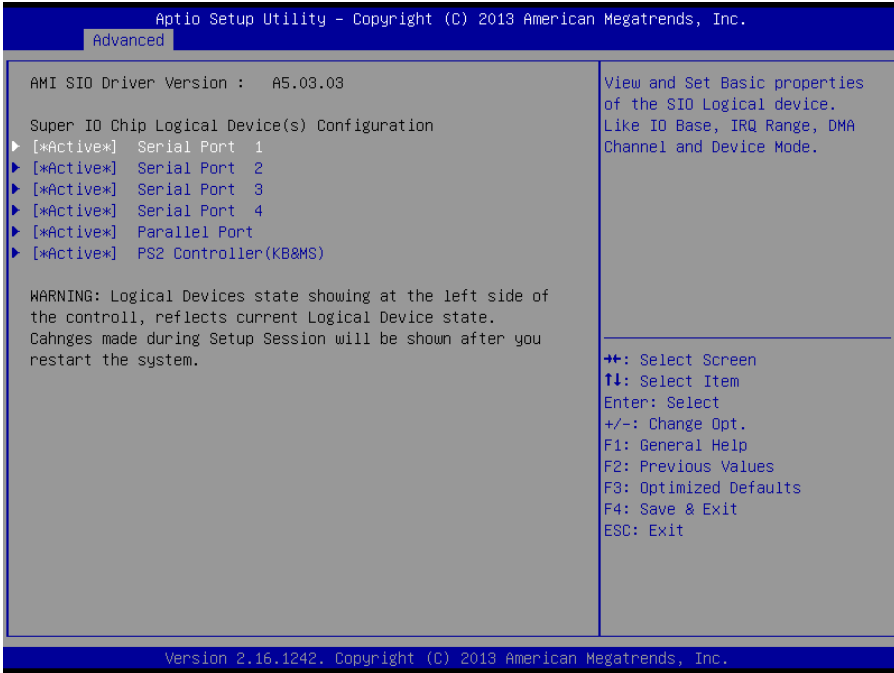 Aptio Setup Utility – Copyright (C) 2013 American Megatrends, Inc.
Advanced
AMI SIO Driver Version : A5.03.03
Super IO Chip Logical Device(s) Configuration
[*Active*] Serial Port 1
[*Active*] Serial Port 2
[*Active*] Serial Port 3
[*Active*] Serial Port 4
[*Active*] Parallel Port
[*Active*] PS2 Controller(KB&MS)
WARNING: Logical Devices state showing at the left side of
the controll, reflects current Logical Device state.
Cahnges made during Setup Session will be shown after you
restart the system.
View and Set Basic properties
of the SIO Logical device.
Like IO Base, IRQ Range, DMA
Channel and Device Mode.
→←: Select Screen
↑↓: Select Item
Enter: Select
+/-: Change Opt.
F1: General Help
F2: Previous Values
F3: Optimized Defaults
F4: Save & Exit
ESC: Exit
Version 2.16.1242. Copyright (C) 2013 American Megatrends, Inc.